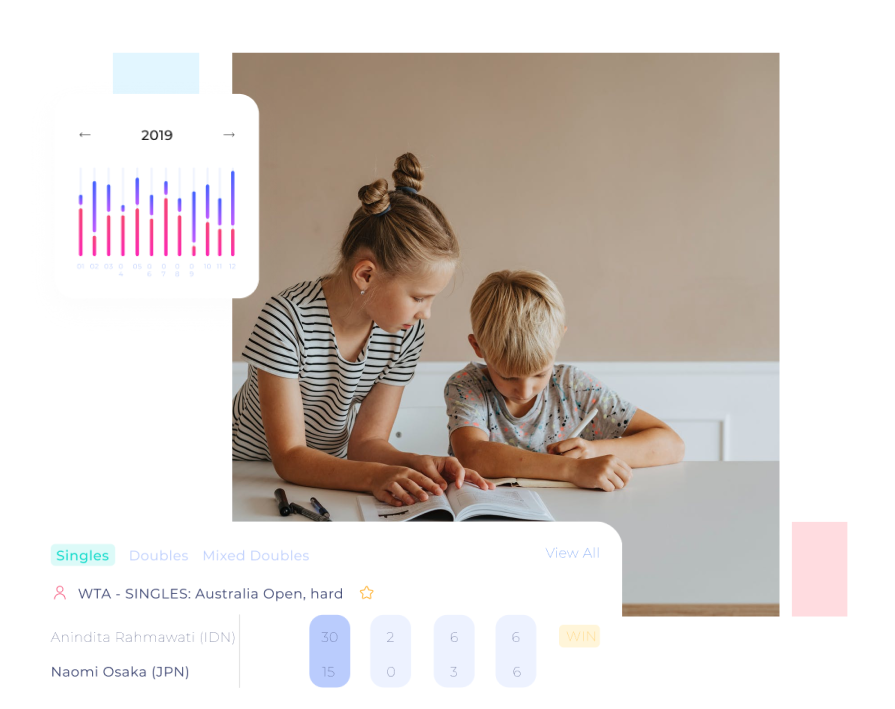 ← 2019 →
01 02 03 04 05 06 07 08 09 10 11 12
Singles Doubles Mixed Doubles View All
WTA - SINGLES: Australia Open, hard
Anindita Rahmawati (IDN) 30 2 6 6 WIN
Naomi Osaka (JPN) 15 0 3 6